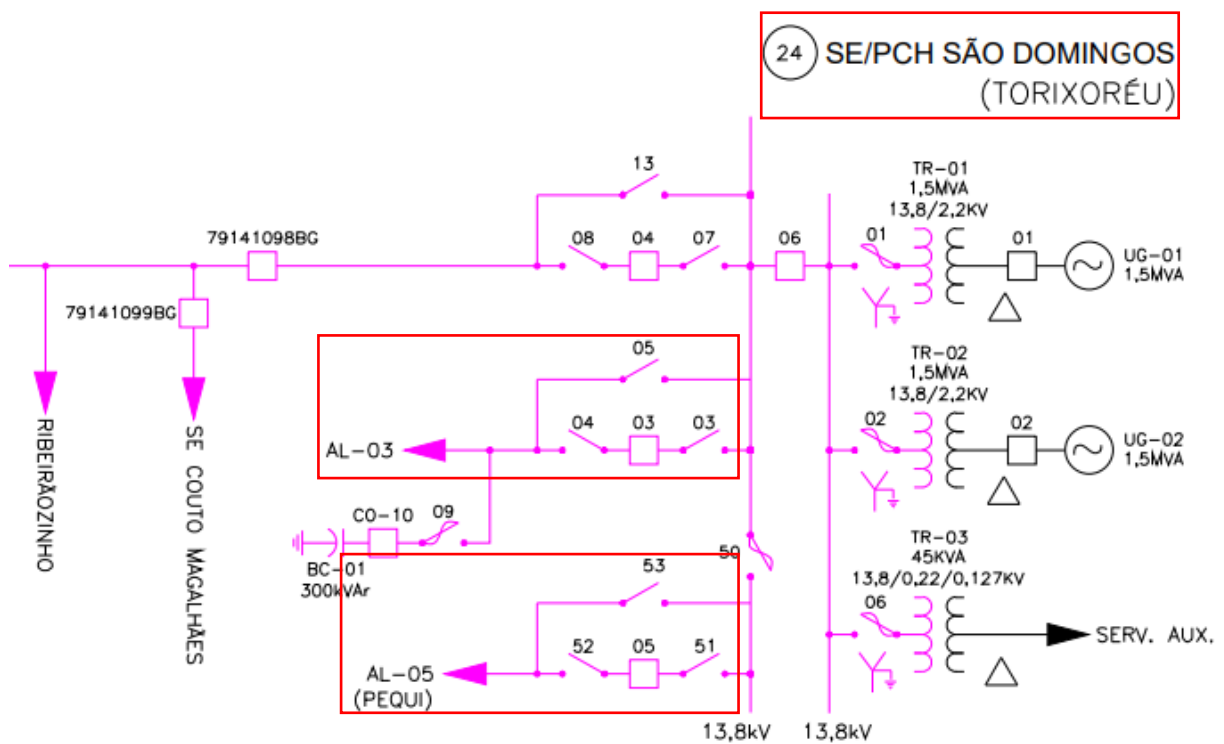 24 SE/PCH SÃO DOMINGOS
(TORIXORÉU)
13
08
04
07
06
79141098BG
79141099BG
RIBEIRÃOZINHO
SE COUTO MAGALHÃES
TR-01
1,5MVA
13,8/2,2KV
01
01
UG-01
1,5MVA
05
04
03
03
AL-03
TR-02
1,5MVA
13,8/2,2KV
02
02
UG-02
1,5MVA
CO-10
09
BC-01
300kVAr
50
53
52
05
51
AL-05
(PEQUI)
TR-03
45KVA
13,8/0,22/0,127KV
06
SERV. AUX.
13,8kV
13,8kV